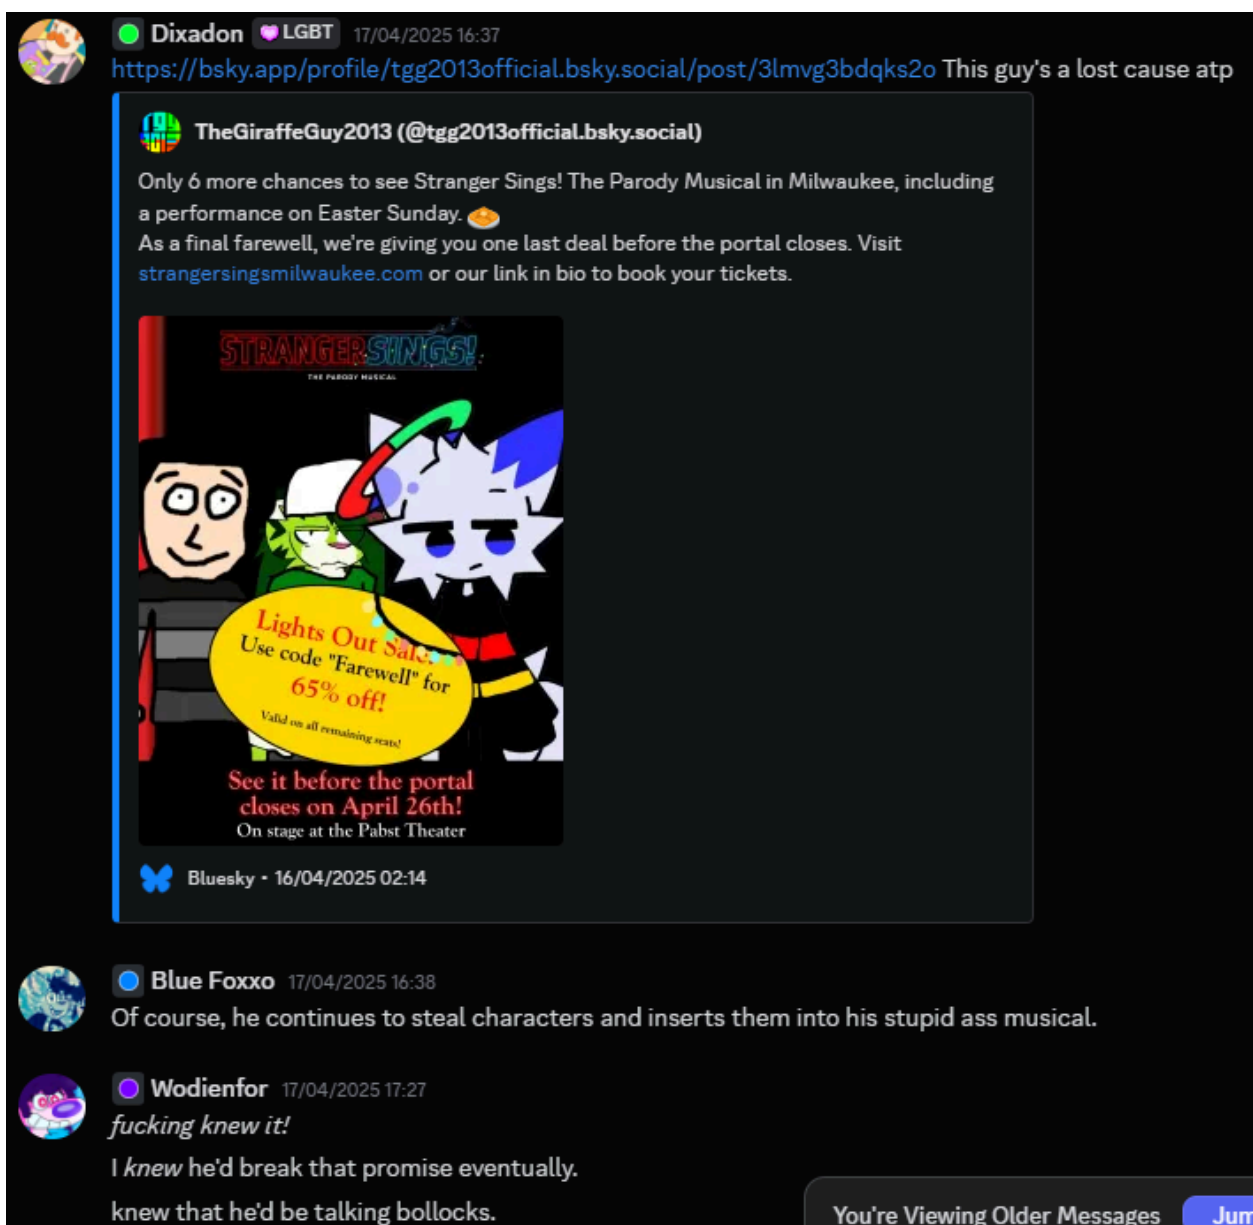 Dixadon LGBT 17/04/2025 16:37
https://bsky.app/profile/tgg2013official.bsky.social/post/3lmvg3bdqks2o This guy's a lost cause atp
TheGiraffeGuy2013 (@tgg2013official.bsky.social)
Only 6 more chances to see Stranger Sings! The Parody Musical in Milwaukee, including
a performance on Easter Sunday. 🧇
As a final farewell, we're giving you one last deal before the portal closes. Visit
strangersingsmilwaukee.com or our link in bio to book your tickets.
STRANGER SINGS!
THE PARODY MUSICAL
Lights Out Sale!
Use code "Farewell" for
65% off!
Valid on all remaining seats!
See it before the portal
closes on April 26th!
On stage at the Pabst Theater
Bluesky • 16/04/2025 02:14
Blue Foxxo 17/04/2025 16:38
Of course, he continues to steal characters and inserts them into his stupid ass musical.
Wodienfor 17/04/2025 17:27
fucking knew it!
I knew he'd break that promise eventually.
knew that he'd be talking bollocks.
You're Viewing Older Messages Jum